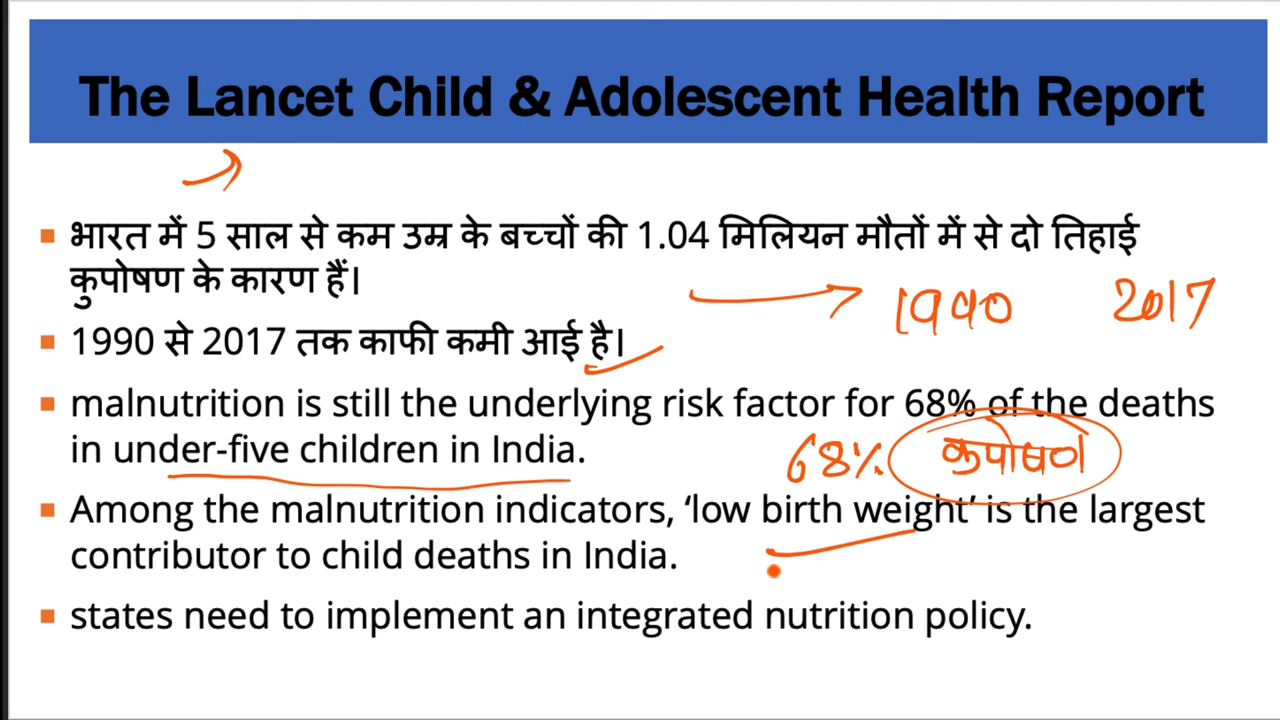 The Lancet Child & Adolescent Health Report
भारत में 5 साल से कम उम्र के बच्चों की 1.04 मिलियन मौतों में से दो तिहाई
कुपोषण के कारण हैं।
1990 2017
1990 से 2017 तक काफी कमी आई है।
malnutrition is still the underlying risk factor for 68% of the deaths
in under-five children in India.
68% कुपोषण
Among the malnutrition indicators, ‘low birth weight’ is the largest
contributor to child deaths in India.
states need to implement an integrated nutrition policy.